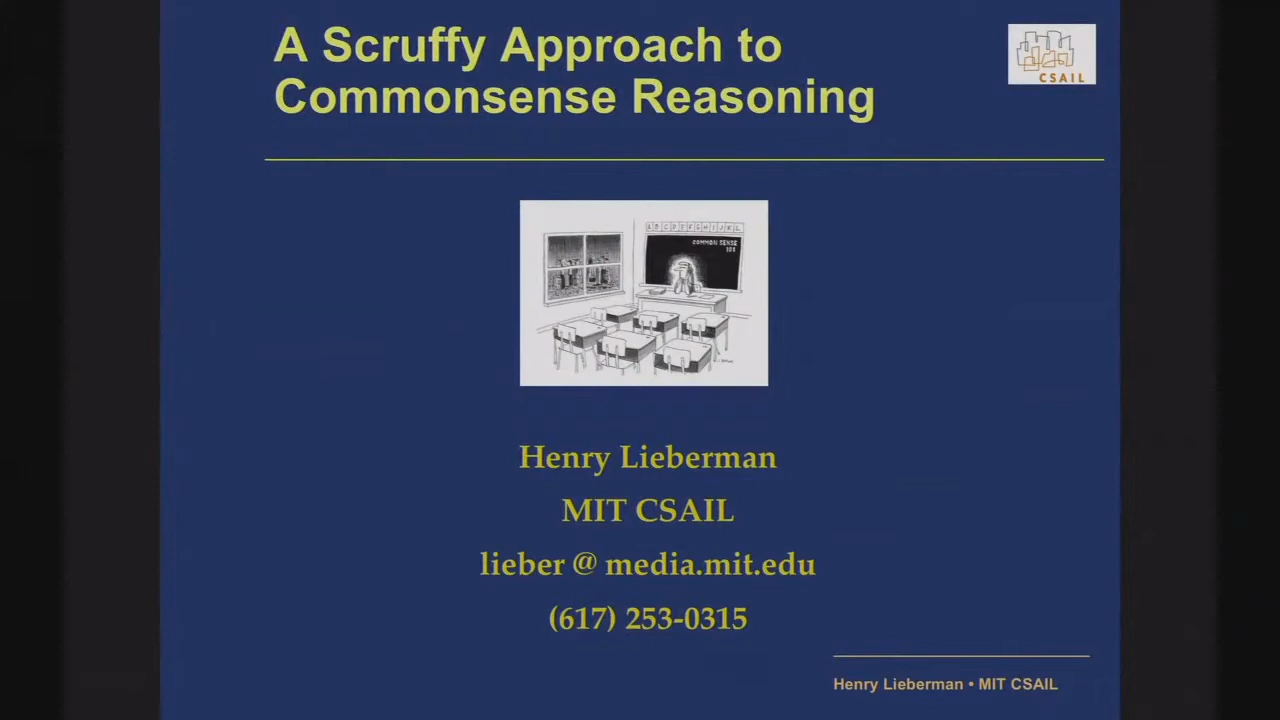 A Scruffy Approach to
Commonsense Reasoning
CSAIL
A B C D E F G H I J K L
COMMON SENSE
101
Henry Lieberman
MIT CSAIL
lieber @ media.mit.edu
(617) 253-0315
Henry Lieberman • MIT CSAIL